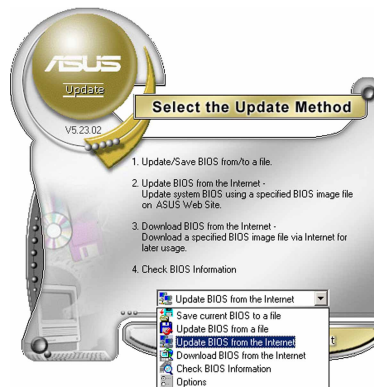 ASUS
Update
V5.23.02
Select the Update Method
1. Update/Save BIOS from/to a file.
2. Update BIOS from the Internet -
Update system BIOS using a specified BIOS image file
on ASUS Web Site.
3. Download BIOS from the Internet -
Download a specified BIOS image file via Internet for
later usage.
4. Check BIOS Information
Update BIOS from the Internet
Save current BIOS to a file
Update BIOS from a file
Update BIOS from the Internet
Download BIOS from the Internet
Check BIOS Information
Options